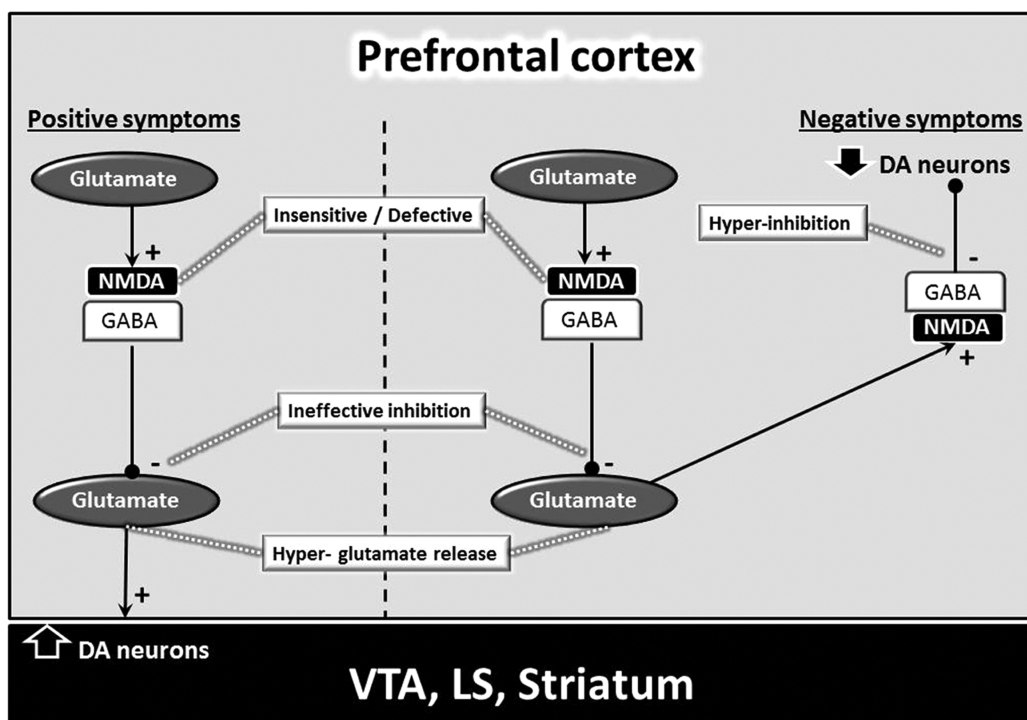 Prefrontal cortex
Positive symptoms
Negative symptoms
Glutamate
Glutamate
DA neurons
Insensitive / Defective
Hyper-inhibition
+
+
-
NMDA
NMDA
GABA
GABA
GABA
NMDA
+
Ineffective inhibition
-
-
Glutamate
Glutamate
Hyper- glutamate release
+
DA neurons
VTA, LS, Striatum